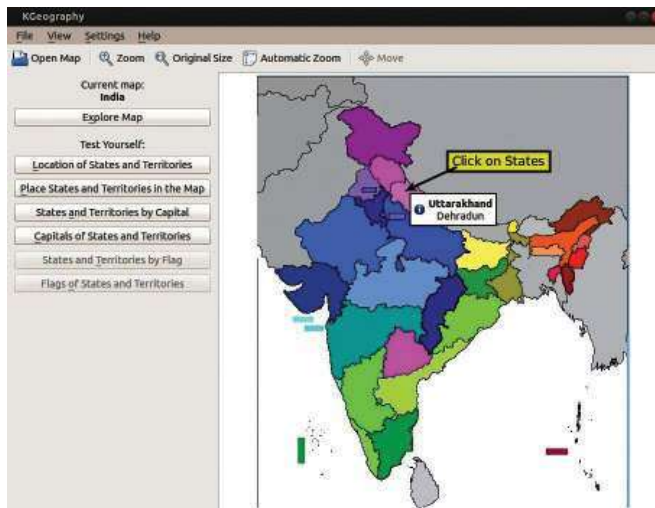 KGeography
File View Settings Help
Open Map Zoom Original Size Automatic Zoom Move
Current map:
India
Explore Map
Test Yourself:
Location of States and Territories
Place States and Territories in the Map
States and Territories by Capital
Capitals of States and Territories
States and Territories by Flag
Flags of States and Territories
Click on States
Uttarakhand
Dehradun